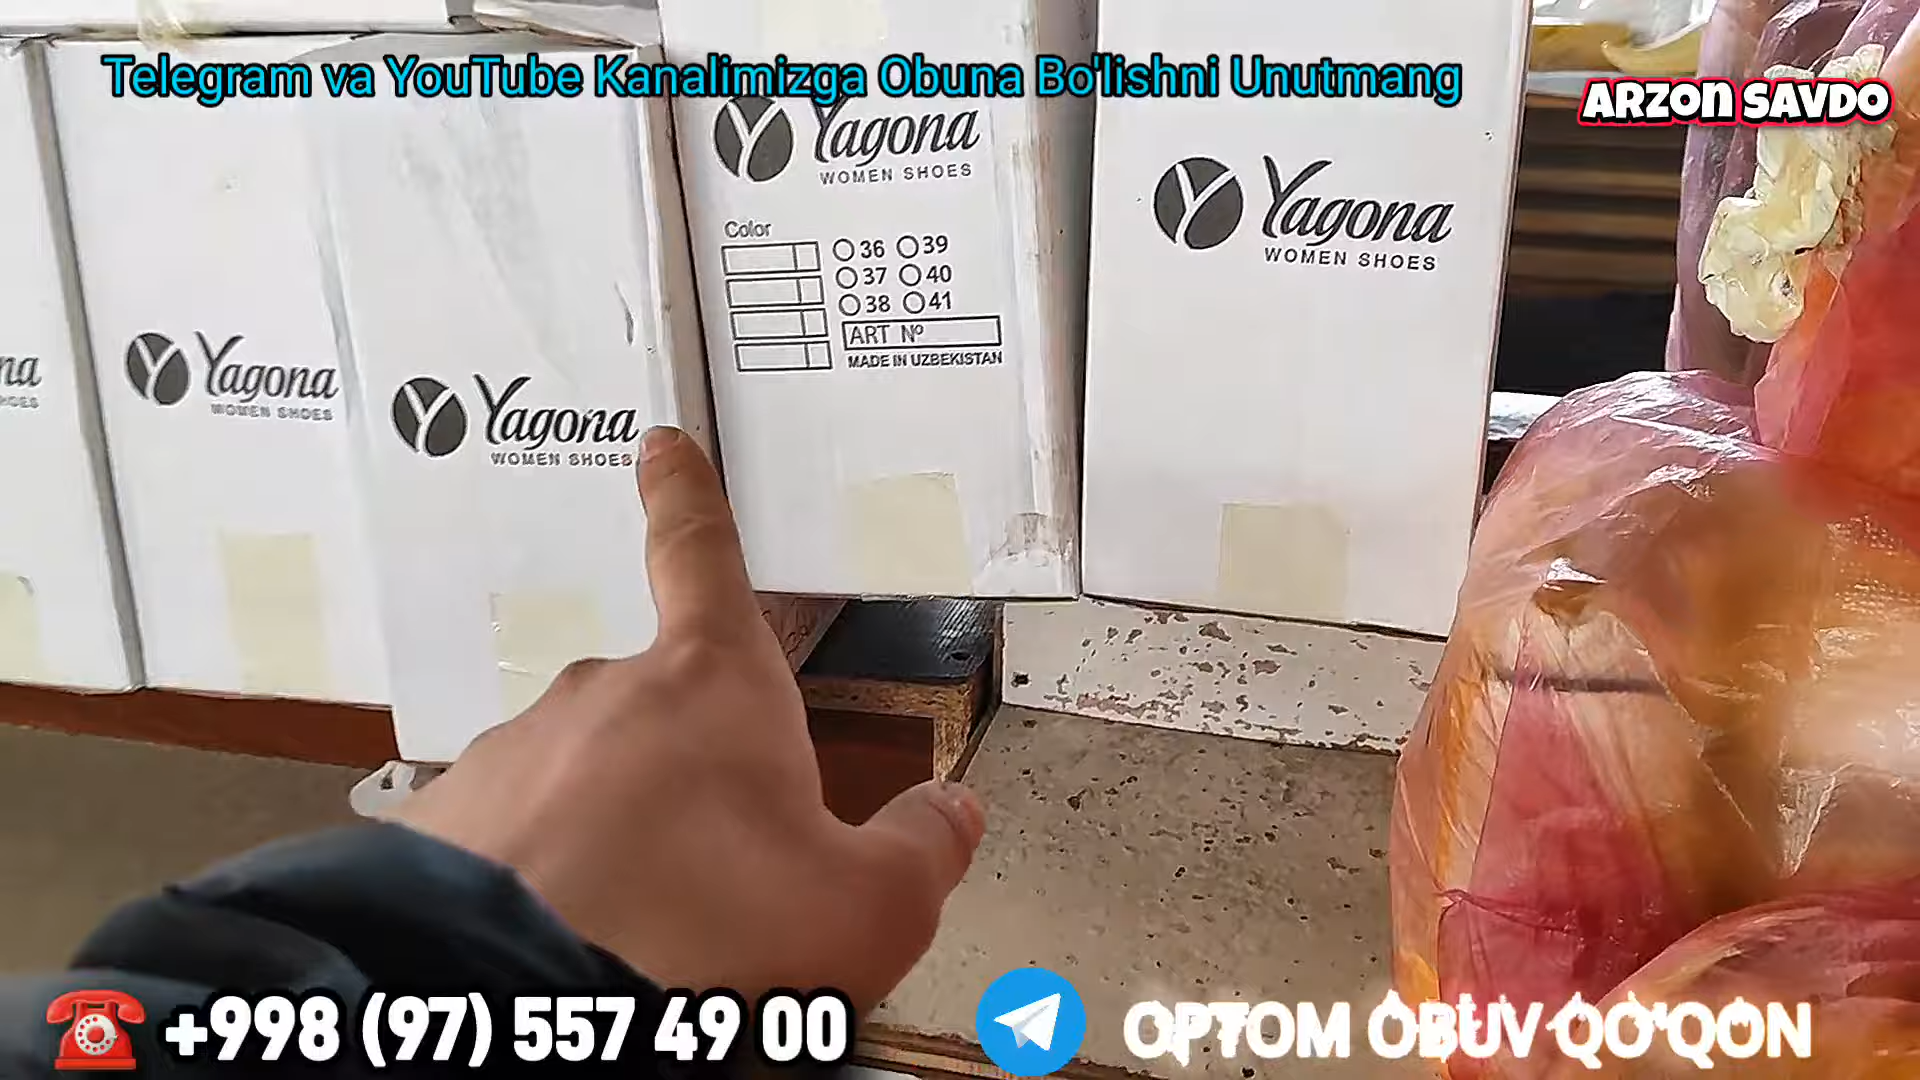 Telegram va YouTube Kanalimizga Obuna Bo'lishni Unutmang
ARZON SAVDO
Yagona
WOMEN SHOES
Color
36 39
37 40
38 41
ART Nº
MADE IN UZBEKISTAN
Yagona
WOMEN SHOES
Yagona
WOMEN SHOES
Yagona
WOMEN SHOES
na
+998 (97) 557 49 00
OPTOM OBUV QO'QON